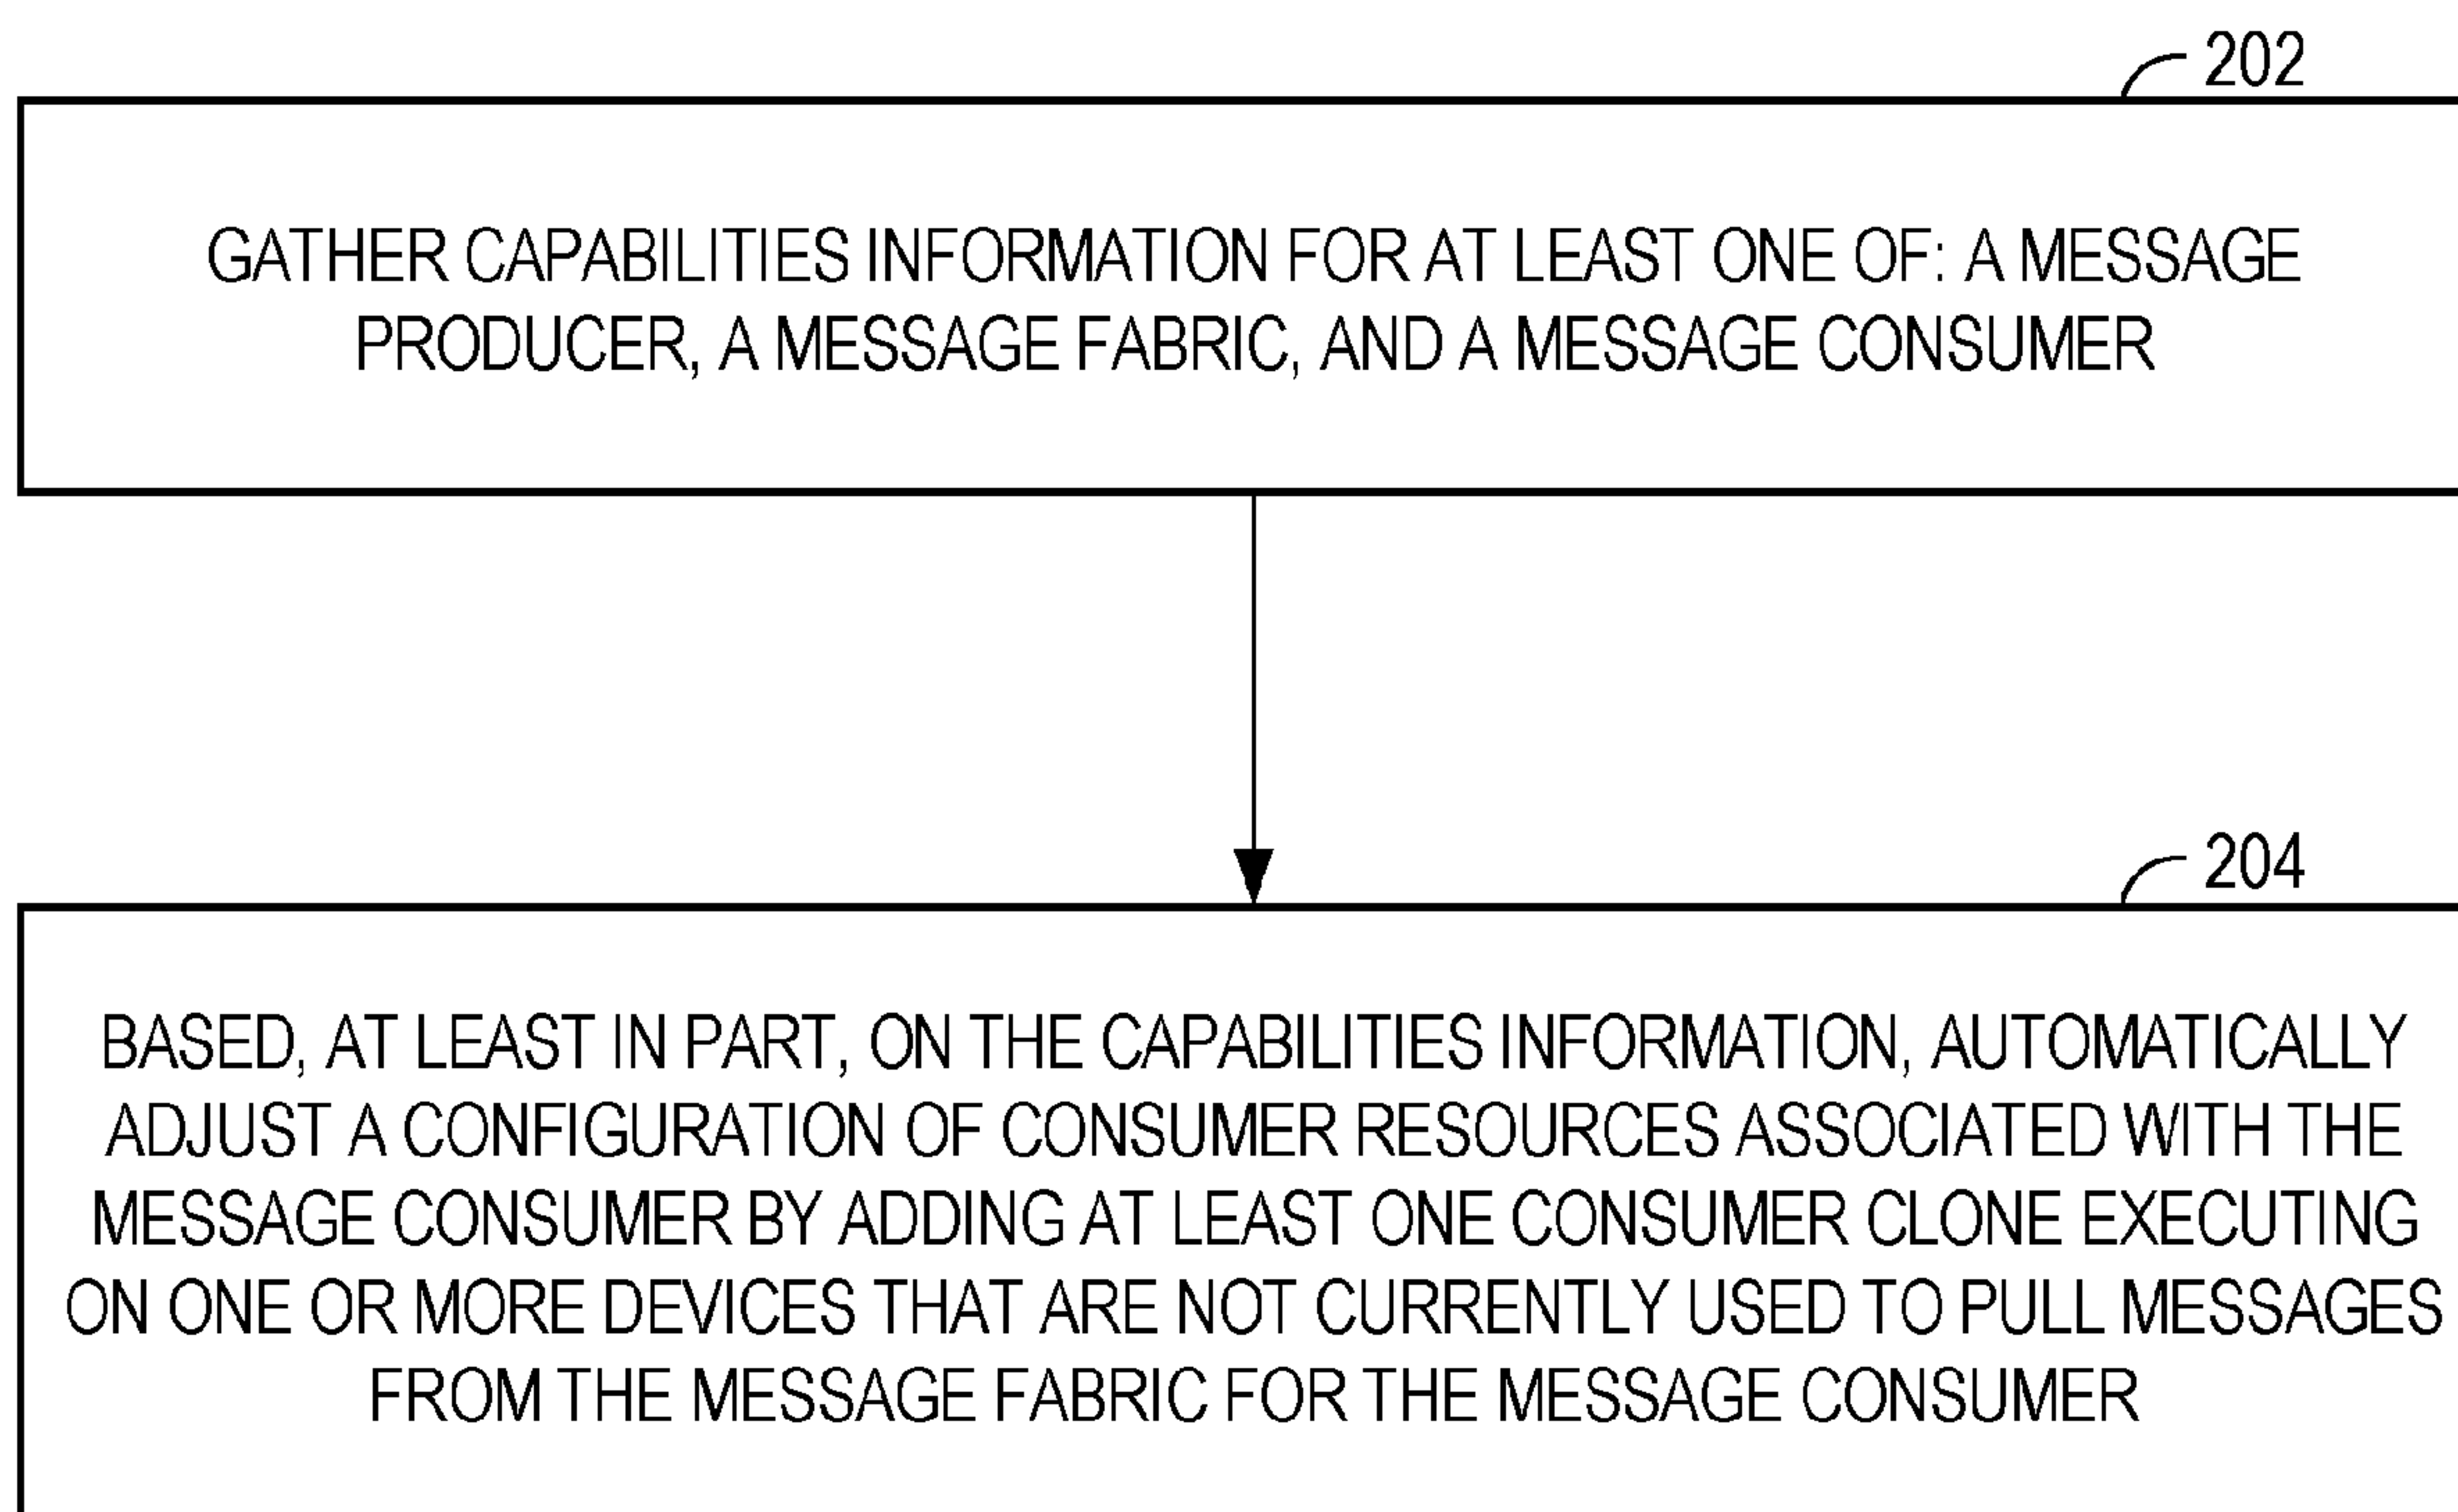 202
GATHER CAPABILITIES INFORMATION FOR AT LEAST ONE OF: A MESSAGE
PRODUCER, A MESSAGE FABRIC, AND A MESSAGE CONSUMER
204
BASED, AT LEAST IN PART, ON THE CAPABILITIES INFORMATION, AUTOMATICALLY
ADJUST A CONFIGURATION OF CONSUMER RESOURCES ASSOCIATED WITH THE
MESSAGE CONSUMER BY ADDING AT LEAST ONE CONSUMER CLONE EXECUTING
ON ONE OR MORE DEVICES THAT ARE NOT CURRENTLY USED TO PULL MESSAGES
FROM THE MESSAGE FABRIC FOR THE MESSAGE CONSUMER